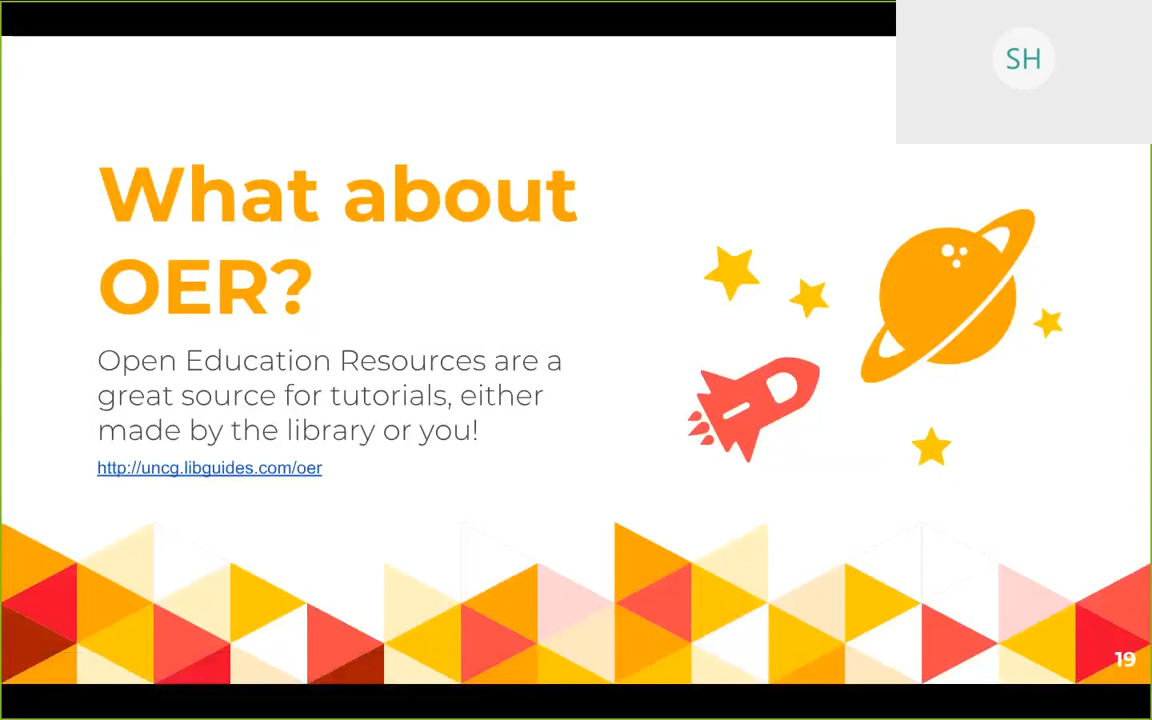 SH
What about
OER?
Open Education Resources are a
great source for tutorials, either
made by the library or you!
http://uncg.libguides.com/oer
19